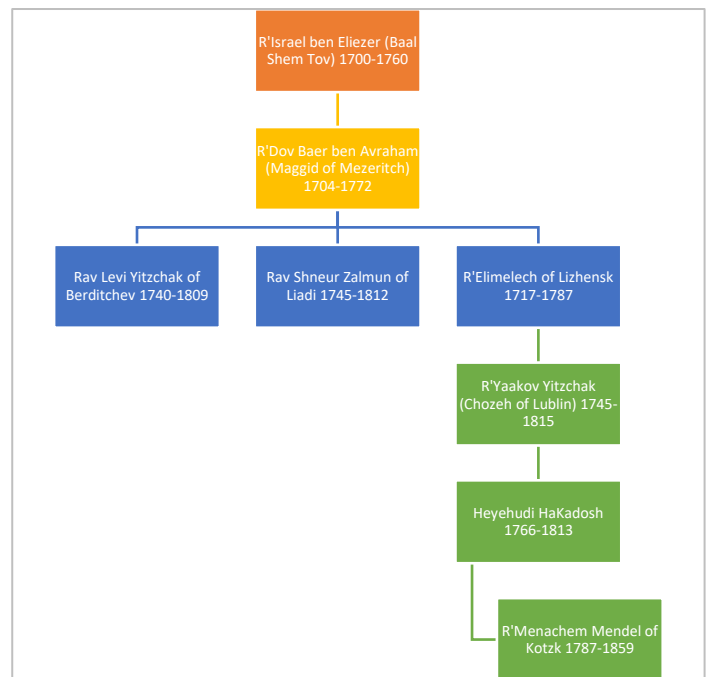 R'Israel ben Eliezer (Baal
Shem Tov) 1700-1760
R'Dov Baer ben Avraham
(Maggid of Mezeritch)
1704-1772
Rav Levi Yitzchak of
Berditchev 1740-1809
Rav Shneur Zalmun of
Liadi 1745-1812
R'Elimelech of Lizhensk
1717-1787
R'Yaakov Yitzchak
(Chozeh of Lublin) 1745-
1815
Heyehudi HaKadosh
1766-1813
R'Menachem Mendel of
Kotzk 1787-1859